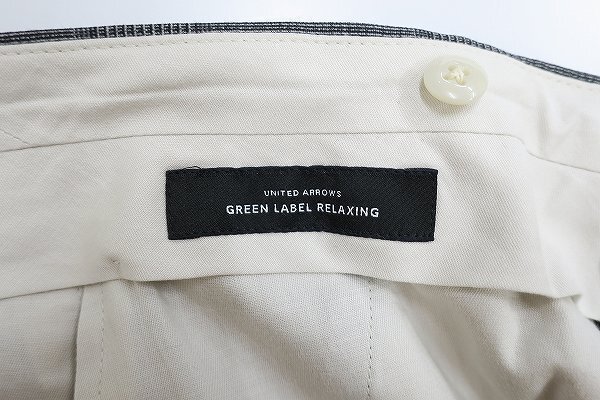 UNITED ARROWS
GREEN LABEL RELAXING